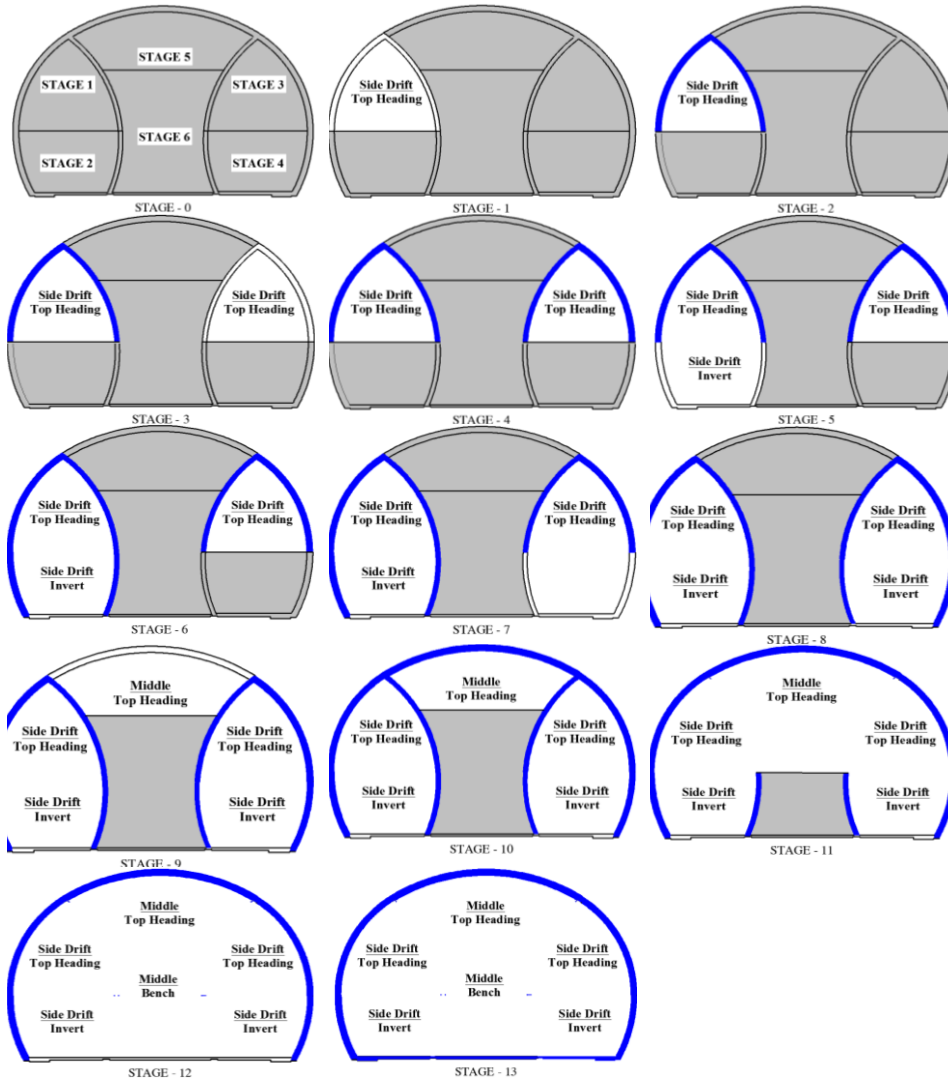 STAGE 5
STAGE 1
STAGE 3
STAGE 6
STAGE 2
STAGE 4
STAGE - 0
Side Drift
Top Heading
STAGE - 1
Side Drift
Top Heading
STAGE - 2
Side Drift
Top Heading
Side Drift
Top Heading
STAGE - 3
Side Drift
Top Heading
Side Drift
Top Heading
STAGE - 4
Side Drift
Top Heading
Side Drift
Top Heading
Side Drift
Invert
STAGE - 5
Side Drift
Top Heading
Side Drift
Top Heading
Side Drift
Invert
STAGE - 6
Side Drift
Top Heading
Side Drift
Top Heading
Side Drift
Invert
STAGE - 7
Side Drift
Top Heading
Side Drift
Top Heading
Side Drift
Invert
Side Drift
Invert
STAGE - 8
Middle
Top Heading
Side Drift
Top Heading
Side Drift
Top Heading
Side Drift
Invert
Side Drift
Invert
STAGE - 9
Middle
Top Heading
Side Drift
Top Heading
Side Drift
Top Heading
Side Drift
Invert
Side Drift
Invert
STAGE - 10
Middle
Top Heading
Side Drift
Top Heading
Side Drift
Top Heading
Side Drift
Invert
Side Drift
Invert
STAGE - 11
Middle
Top Heading
Side Drift
Top Heading
Side Drift
Top Heading
Middle
Bench
Side Drift
Invert
Side Drift
Invert
STAGE - 12
Middle
Top Heading
Side Drift
Top Heading
Side Drift
Top Heading
Middle
Bench
Side Drift
Invert
Side Drift
Invert
STAGE - 13